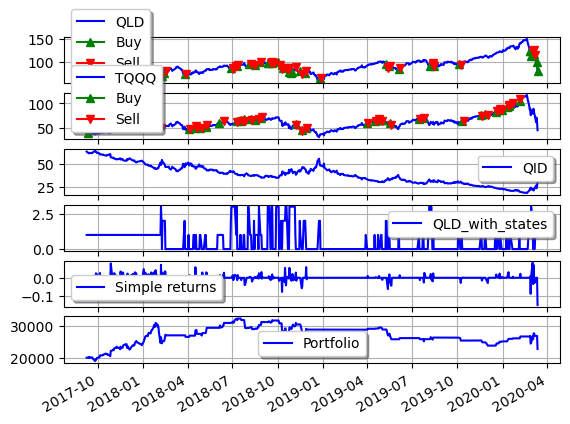 QLD
Buy
Sell
150
100
TQQQ
Buy
Sell
100
50
QID
50
25
QLD_with_states
2.5
0.0
Simple returns
0.0
−0.1
Portfolio
30000
20000
2017-10
2018-01
2018-04
2018-07
2018-10
2019-01
2019-04
2019-07
2019-10
2020-01
2020-04